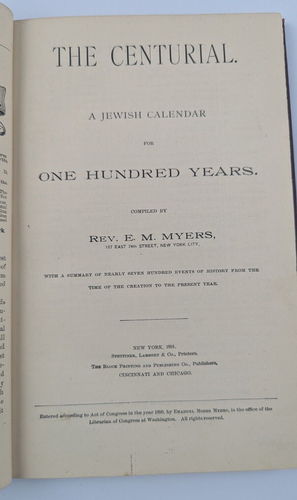 THE CENTURIAL.
A JEWISH CALENDAR
FOR
ONE HUNDRED YEARS.
COMPILED BY
REV. E. M. MYERS,
157 EAST 74th STREET, NEW YORK CITY,
WITH A SUMMARY OF NEARLY SEVEN HUNDRED EVENTS OF HISTORY FROM THE
TIME OF THE CREATION TO THE PRESENT YEAR.
NEW YORK, 1891.
& Co., Printers.
THE BLOCH PRINTING AND PUBLISHING CO., Publishers,
CINCINNATI AND CHICAGO.
Entered according to Act of Congress in the year 1890, by EMANUEL MOSES MYERS, in the office of the
Librarian of Congress at Washington. All rights reserved.